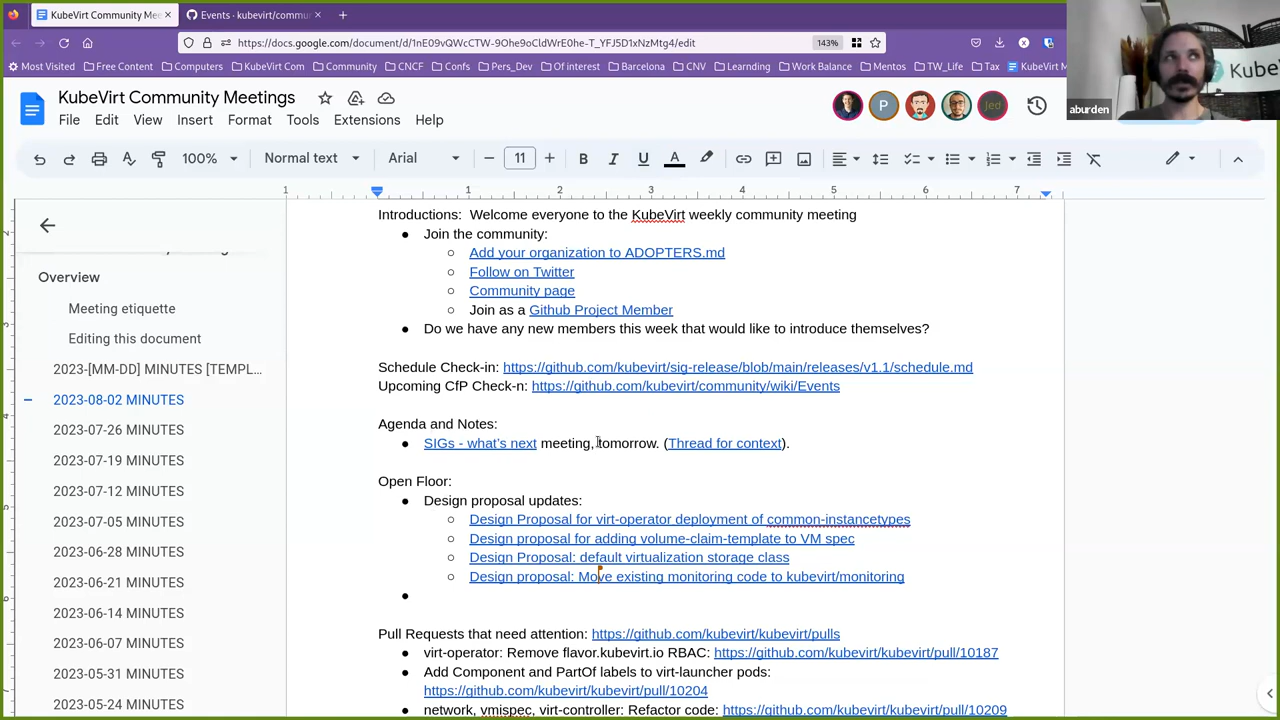 KubeVirt Community Mee
Events · kubevirt/commu
https://docs.google.com/document/d/1nE09vQWcCTW-9Ohe9oCldWrE0he-T_YFJ5D1xNzMtg4/edit
143%
Most Visited
Free Content
Computers
KubeVirt Com
Community
CNCF
Confs
Pers_Dev
Of interest
Barcelona
CNV
Learnding
Work Balance
Mentos
TW_Life
Tax
KubeVirt M
Kube
aburden
KubeVirt Community Meetings
File Edit View Insert Format Tools Extensions Help
P
Jed
100% Normal text Arial 11
1 1 2 3 4 5 6 7
Overview
Meeting etiquette
Editing this document
2023-[MM-DD] MINUTES [TEMPL...
2023-08-02 MINUTES
2023-07-26 MINUTES
2023-07-19 MINUTES
2023-07-12 MINUTES
2023-07-05 MINUTES
2023-06-28 MINUTES
2023-06-21 MINUTES
2023-06-14 MINUTES
2023-06-07 MINUTES
2023-05-31 MINUTES
2023-05-24 MINUTES
Introductions: Welcome everyone to the KubeVirt weekly community meeting
● Join the community:
○ Add your organization to ADOPTERS.md
○ Follow on Twitter
○ Community page
○ Join as a Github Project Member
● Do we have any new members this week that would like to introduce themselves?
Schedule Check-in: https://github.com/kubevirt/sig-release/blob/main/releases/v1.1/schedule.md
Upcoming CfP Check-n: https://github.com/kubevirt/community/wiki/Events
Agenda and Notes:
● SIGs - what's next meeting, tomorrow. (Thread for context).
Open Floor:
● Design proposal updates:
○ Design Proposal for virt-operator deployment of common-instancetypes
○ Design proposal for adding volume-claim-template to VM spec
○ Design Proposal: default virtualization storage class
○ Design proposal: Move existing monitoring code to kubevirt/monitoring
●
Pull Requests that need attention: https://github.com/kubevirt/kubevirt/pulls
● virt-operator: Remove flavor.kubevirt.io RBAC: https://github.com/kubevirt/kubevirt/pull/10187
● Add Component and PartOf labels to virt-launcher pods:
https://github.com/kubevirt/kubevirt/pull/10204
● network, vmispec, virt-controller: Refactor code: https://github.com/kubevirt/kubevirt/pull/10209